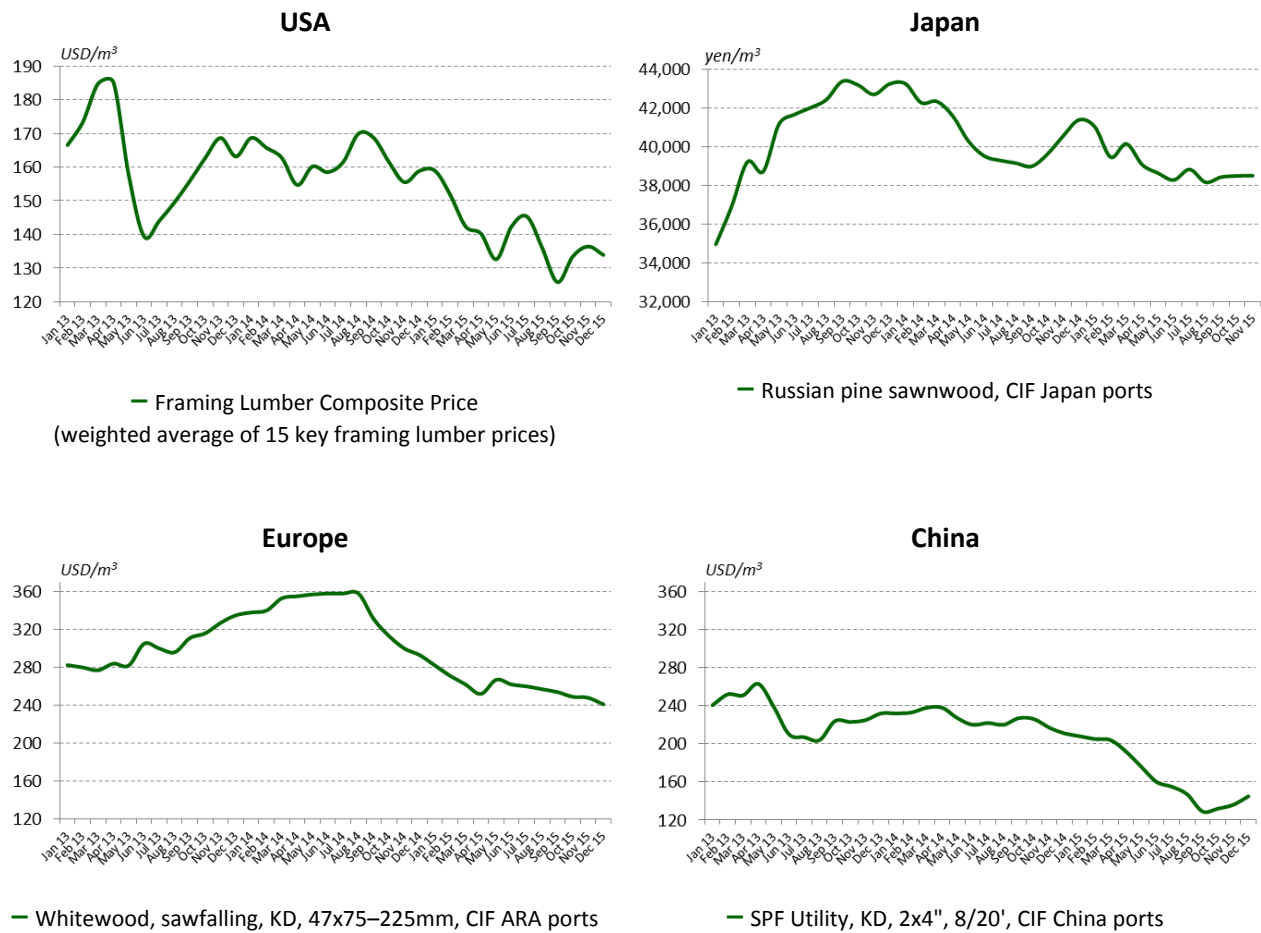 USA
USD/m³
190
180
170
160
150
140
130
120
Jan 13
Feb 13
Mar 13
Apr 13
May 13
Jun 13
Jul 13
Aug 13
Sep 13
Oct 13
Nov 13
Dec 13
Jan 14
Feb 14
Mar 14
Apr 14
May 14
Jun 14
Jul 14
Aug 14
Sep 14
Oct 14
Nov 14
Dec 14
Jan 15
Feb 15
Mar 15
Apr 15
May 15
Jun 15
Jul 15
Aug 15
Sep 15
Oct 15
Nov 15
Dec 15
Framing Lumber Composite Price
(weighted average of 15 key framing lumber prices)
Japan
yen/m³
44,000
42,000
40,000
38,000
36,000
34,000
32,000
Jan 13
Feb 13
Mar 13
Apr 13
May 13
Jun 13
Jul 13
Aug 13
Sep 13
Oct 13
Nov 13
Dec 13
Jan 14
Feb 14
Mar 14
Apr 14
May 14
Jun 14
Jul 14
Aug 14
Sep 14
Oct 14
Nov 14
Dec 14
Jan 15
Feb 15
Mar 15
Apr 15
May 15
Jun 15
Jul 15
Aug 15
Sep 15
Oct 15
Nov 15
Russian pine sawnwood, CIF Japan ports
Europe
USD/m³
360
320
280
240
200
160
120
Jan 13
Feb 13
Mar 13
Apr 13
May 13
Jun 13
Jul 13
Aug 13
Sep 13
Oct 13
Nov 13
Dec 13
Jan 14
Feb 14
Mar 14
Apr 14
May 14
Jun 14
Jul 14
Aug 14
Sep 14
Oct 14
Nov 14
Dec 14
Jan 15
Feb 15
Mar 15
Apr 15
May 15
Jun 15
Jul 15
Aug 15
Sep 15
Oct 15
Nov 15
Dec 15
Whitewood, sawfalling, KD, 47x75–225mm, CIF ARA ports
China
USD/m³
360
320
280
240
200
160
120
Jan 13
Feb 13
Mar 13
Apr 13
May 13
Jun 13
Jul 13
Aug 13
Sep 13
Oct 13
Nov 13
Dec 13
Jan 14
Feb 14
Mar 14
Apr 14
May 14
Jun 14
Jul 14
Aug 14
Sep 14
Oct 14
Nov 14
Dec 14
Jan 15
Feb 15
Mar 15
Apr 15
May 15
Jun 15
Jul 15
Aug 15
Sep 15
Oct 15
Nov 15
Dec 15
SPF Utility, KD, 2x4", 8/20', CIF China ports